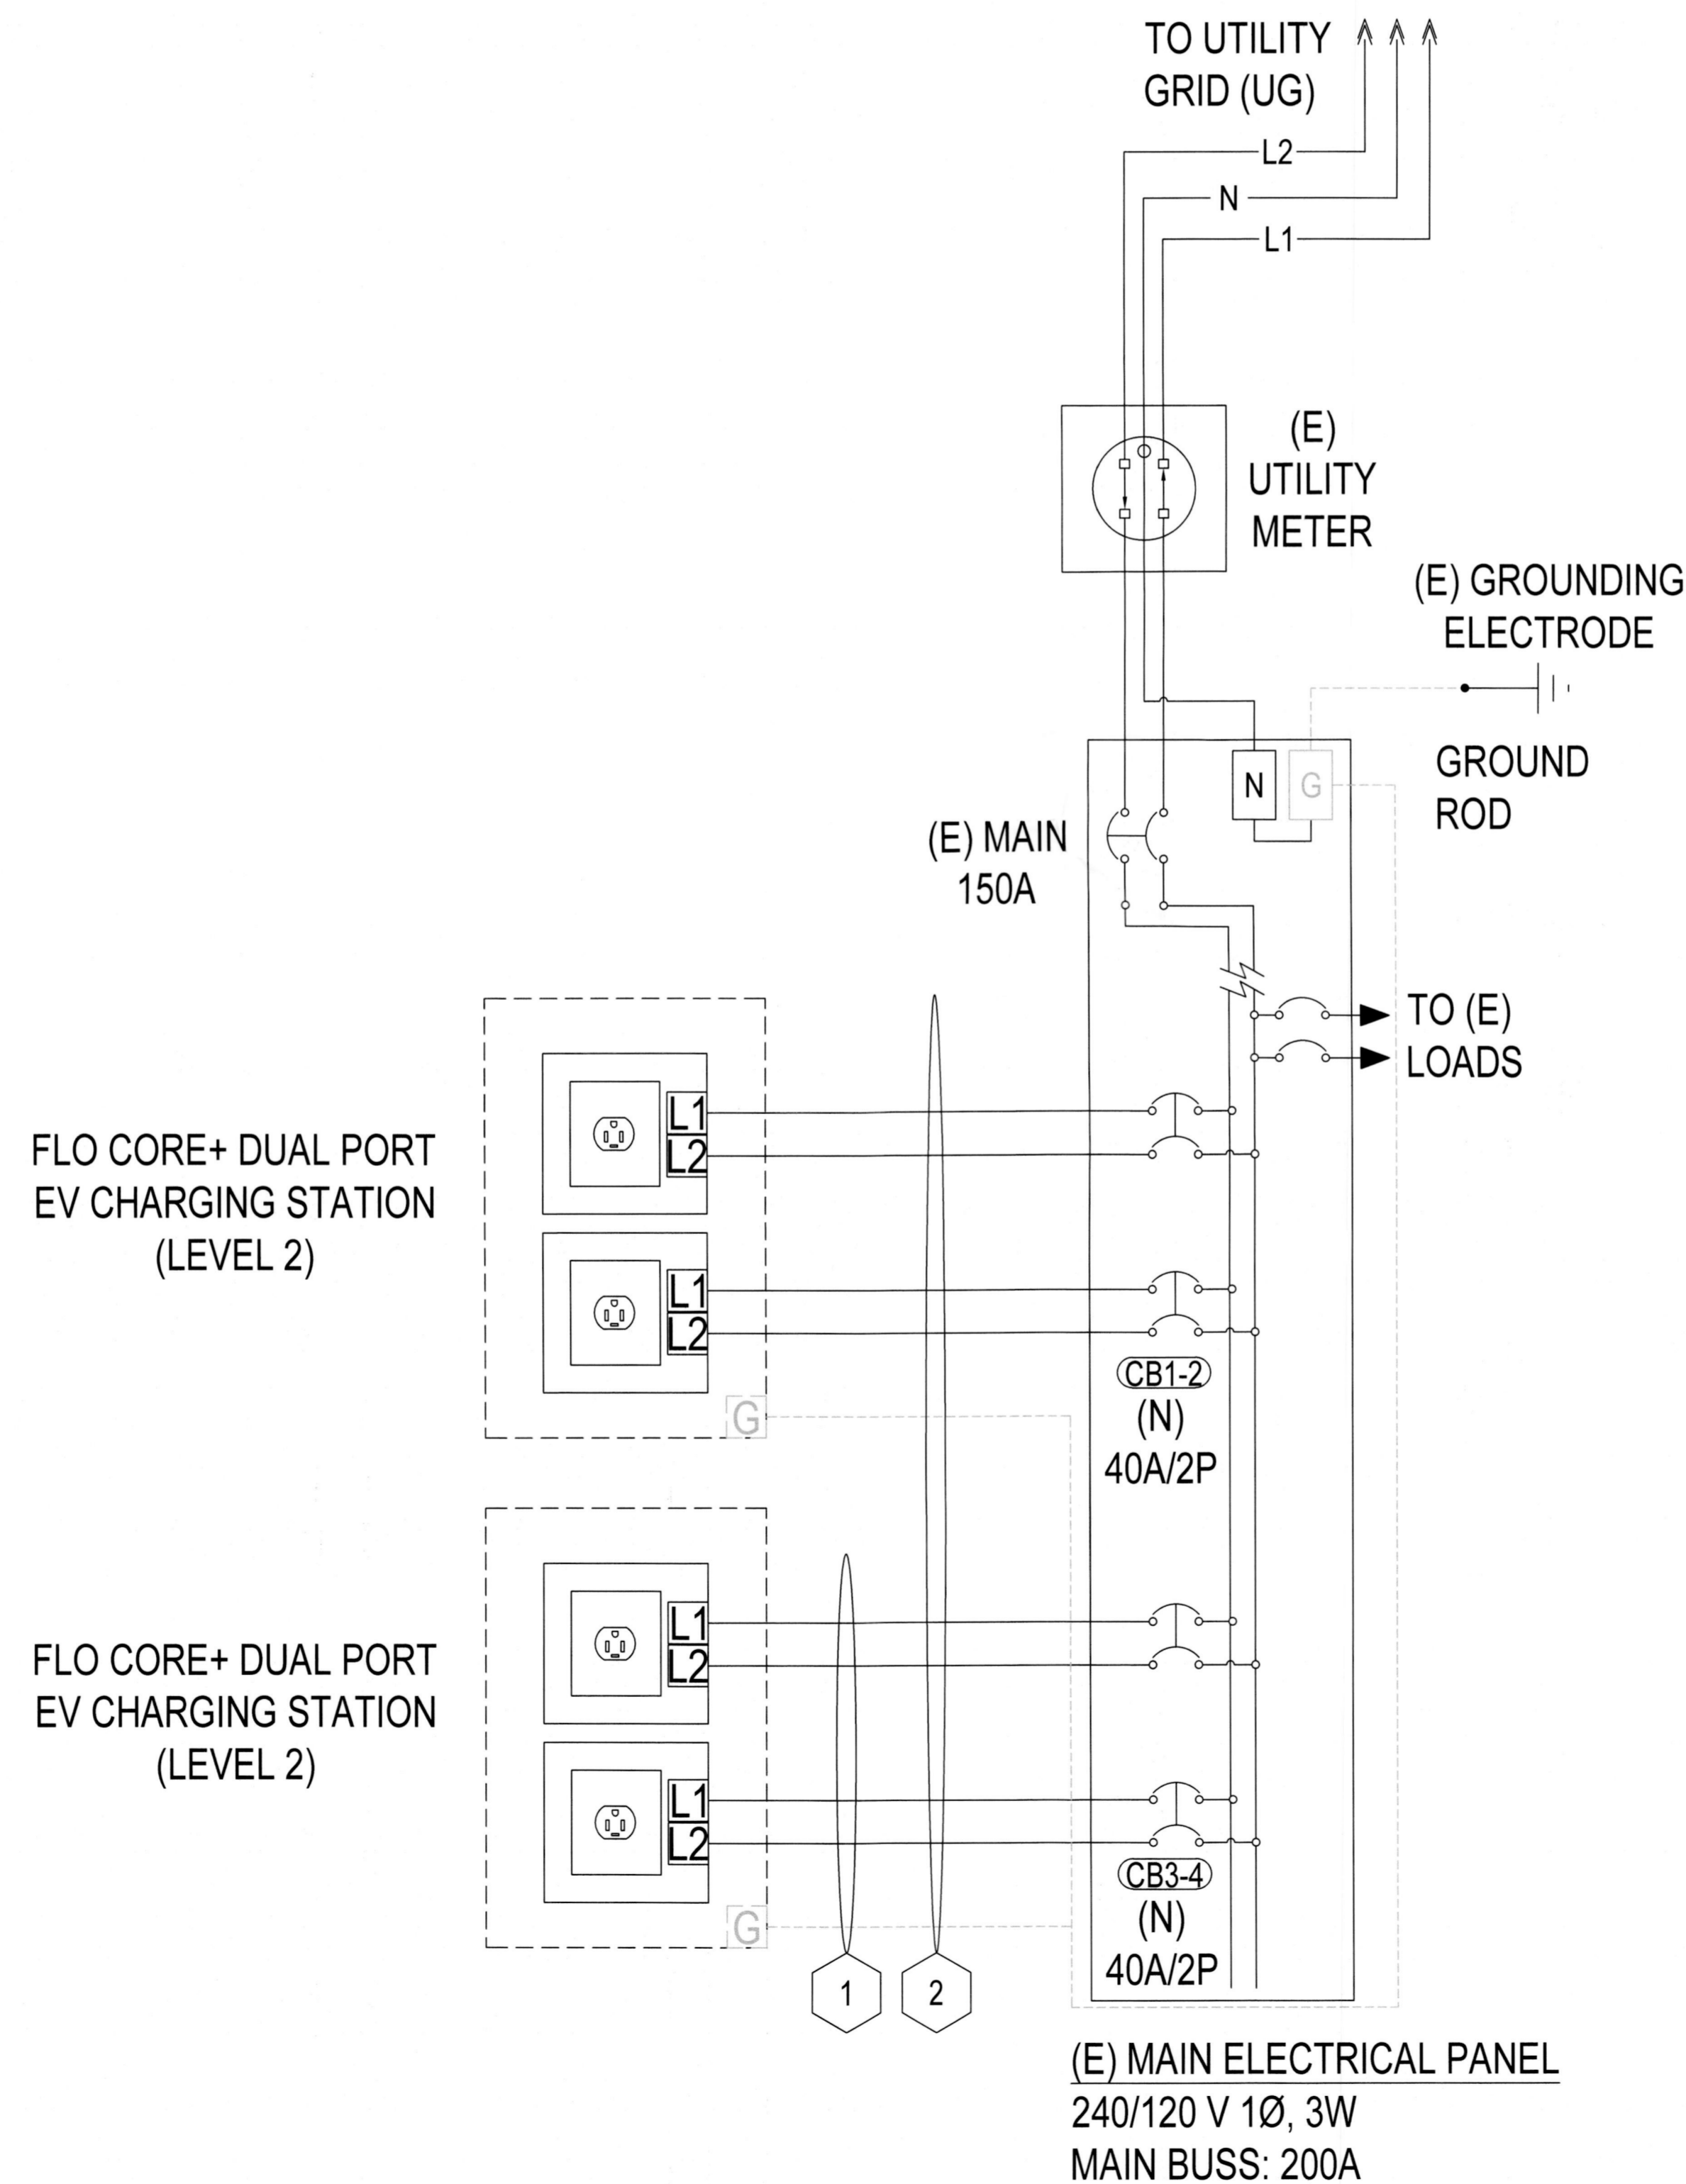 TO UTILITY
GRID (UG)
L2
N
L1
(E)
UTILITY
METER
(E) GROUNDING
ELECTRODE
GROUND
ROD
N
G
(E) MAIN
150A
TO (E)
LOADS
FLO CORE+ DUAL PORT
EV CHARGING STATION
(LEVEL 2)
L1
L2
L1
L2
G
CB1-2
(N)
40A/2P
FLO CORE+ DUAL PORT
EV CHARGING STATION
(LEVEL 2)
L1
L2
L1
L2
G
CB3-4
(N)
40A/2P
1
2
(E) MAIN ELECTRICAL PANEL
240/120 V 1Ø, 3W
MAIN BUSS: 200A